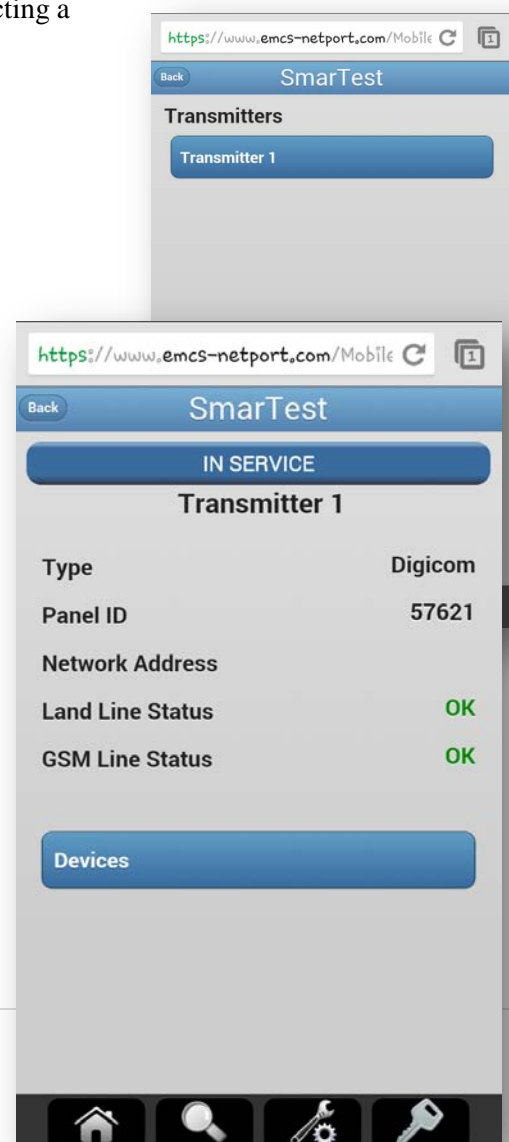 cting a
https://www.emcs-netport.com/Mobile
1
Back
SmarTest
Transmitters
Transmitter 1
https://www.emcs-netport.com/Mobile
1
Back
SmarTest
IN SERVICE
Transmitter 1
Type Digicom
Panel ID 57621
Network Address
Land Line Status OK
GSM Line Status OK
Devices